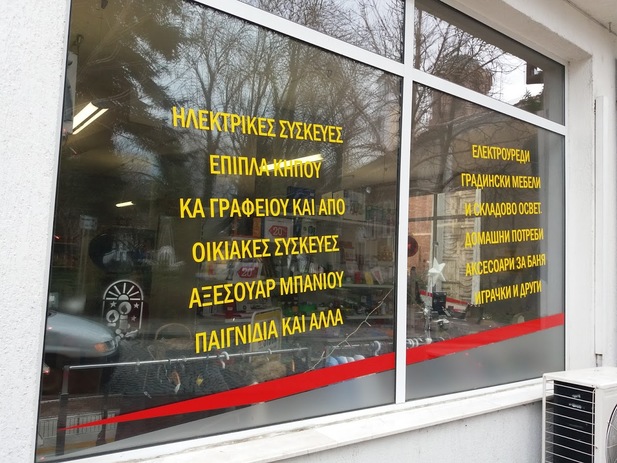 ΗΛΕΚΤΡΙΚΕΣ ΣΥΣΚΕΥΕΣ
ΕΠΙΠΛΑ ΚΗΠΟΥ
ΚΑ ΓΡΑΦΕΙΟΥ ΚΑΙ ΑΠΟ
ΟΙΚΙΑΚΕΣ ΣΥΣΚΕΥΕΣ
ΑΞΕΣΟΥΑΡ ΜΠΑΝΙΟΥ
ΠΑΙΓΝΙΔΙΑ ΚΑΙ ΑΛΛΑ
ЕЛЕКТРОУРЕДИ
ГРАДИНСКИ МЕБЕЛИ
И СКЛАДОВО ОСВЕТ.
ДОМАШНИ ПОТРЕБИ
АКСЕСОАРИ ЗА БАНЯ
ИГРАЧКИ И ДРУГИ